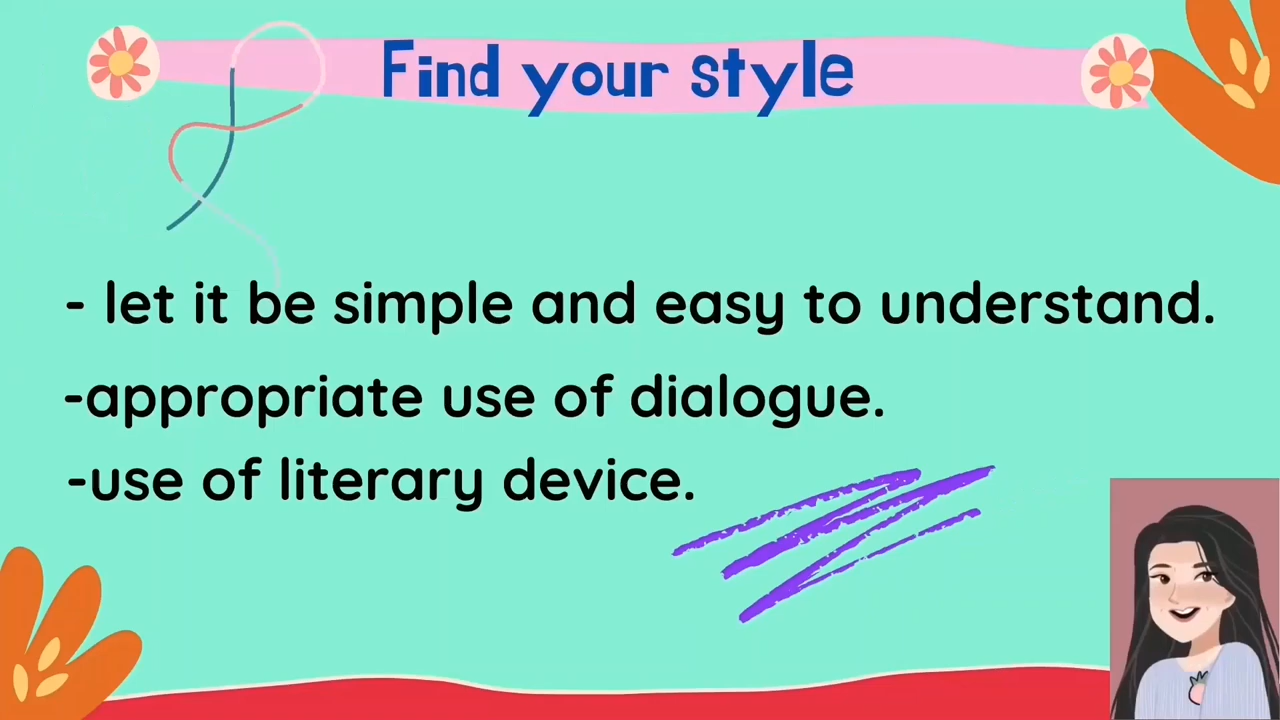 Find your style
- let it be simple and easy to understand.
-appropriate use of dialogue.
-use of literary device.